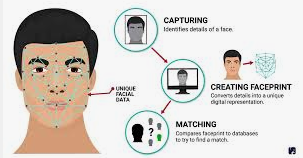 CAPTURING
Identifies details of a face.
UNIQUE
FACIAL
DATA
CREATING FACEPRINT
Converts details into a unique
digital representation.
MATCHING
Compares faceprint to databases
to try to find a match.
?